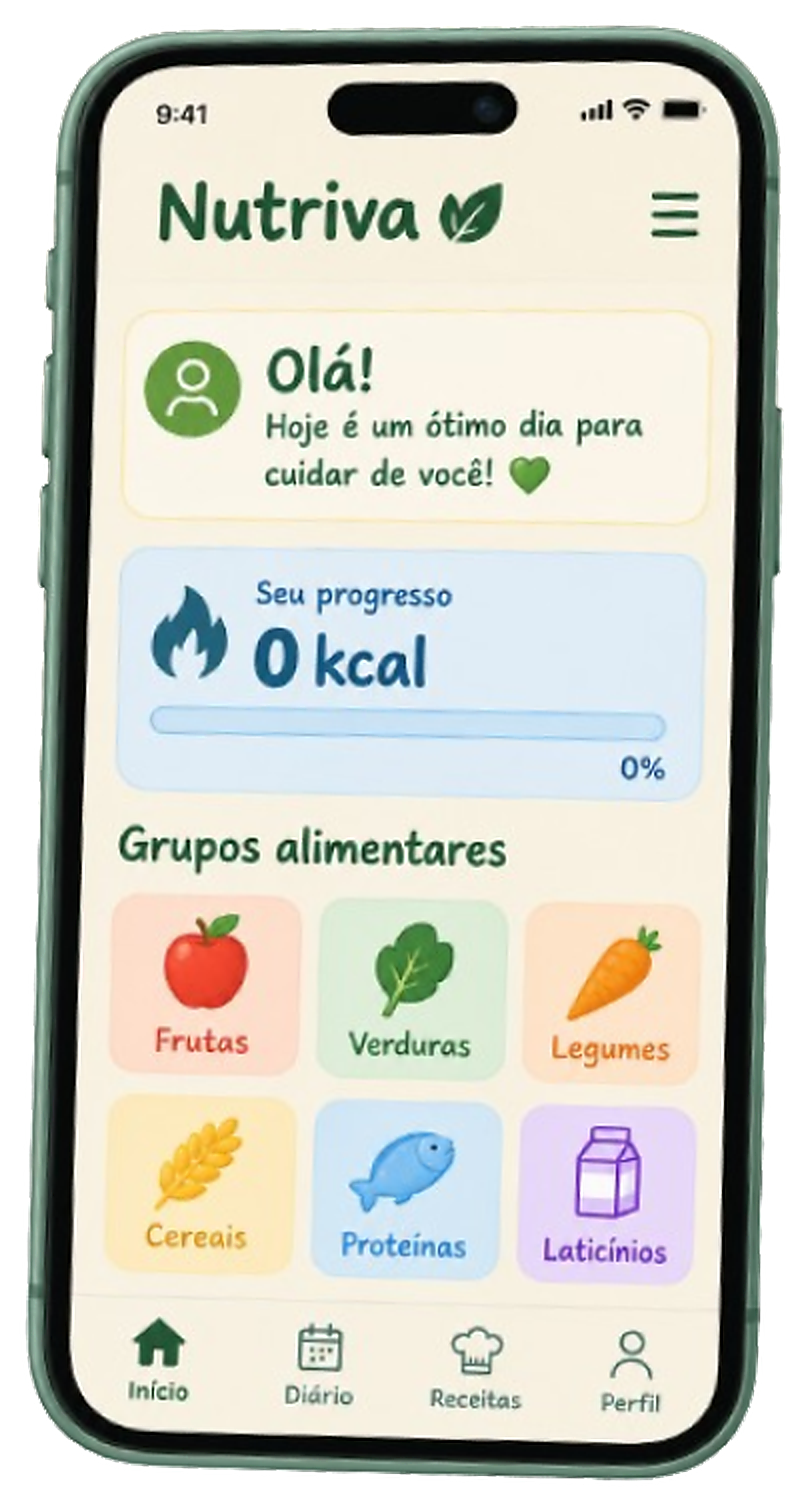 9:41
Nutriva
Olá!
Hoje é um ótimo dia para
cuidar de você! 💚
Seu progresso
0 kcal
0%
Grupos alimentares
Frutas
Verduras
Legumes
Cereais
Proteínas
Laticínios
Início
Diário
Receitas
Perfil